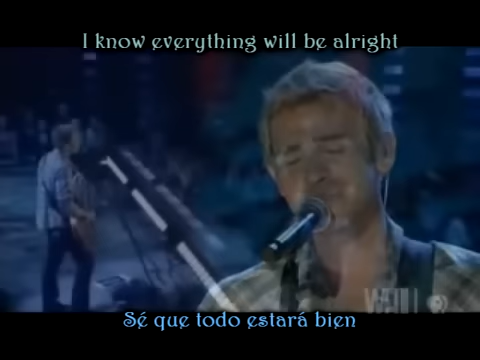 I know everything will be alright
Sé que todo estará bien